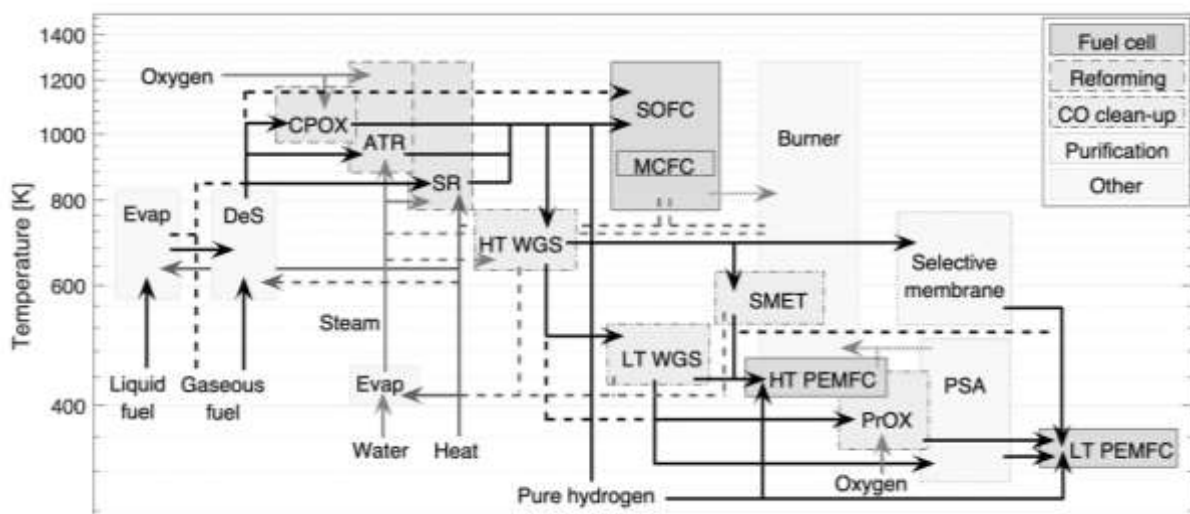 1400
1200
1000
800
600
400
Temperature [K]
Fuel cell
Reforming
CO clean-up
Purification
Other
Oxygen
CPOX
ATR
SR
SOFC
MCFC
Burner
Evap
DeS
HT WGS
Selective
membrane
SMET
Steam
LT WGS
Liquid
fuel
Gaseous
fuel
Evap
HT PEMFC
PSA
PrOX
Water
Heat
LT PEMFC
Oxygen
Pure hydrogen